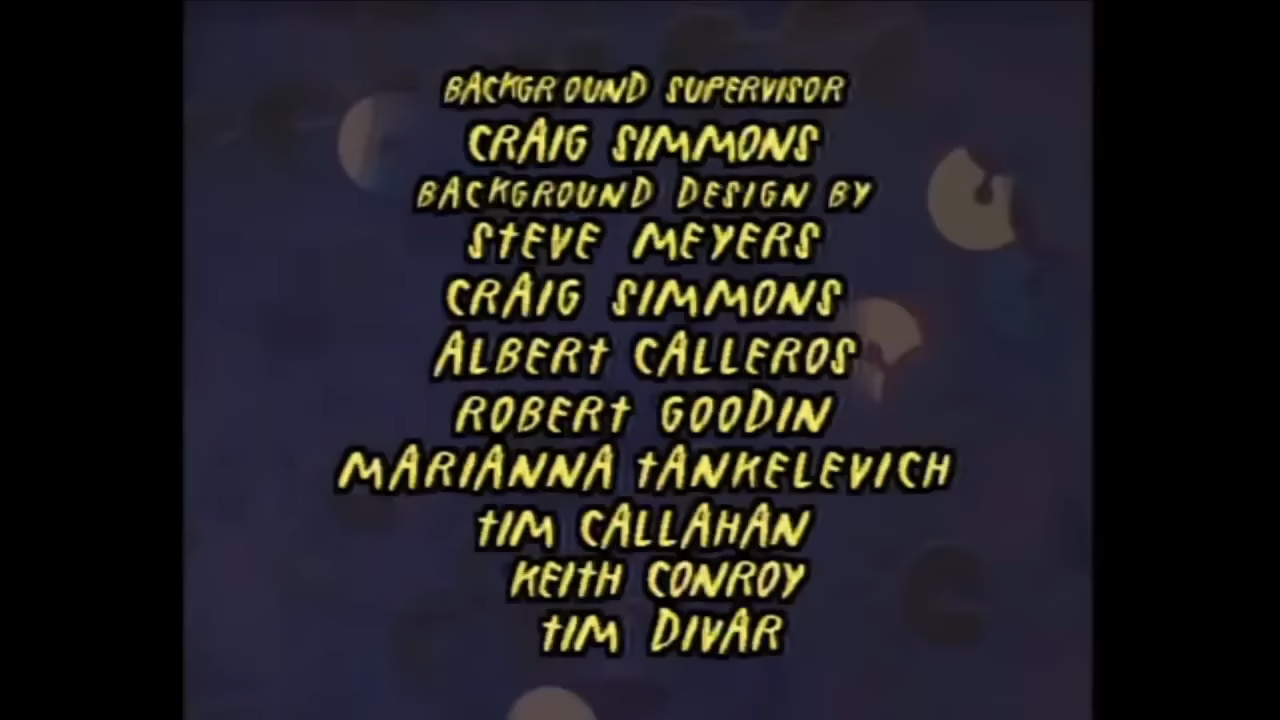 BACKGROUND SUPERVISOR
CRAIG SIMMONS
BACKGROUND DESIGN BY
STEVE MEYERS
CRAIG SIMMONS
ALBERT CALLEROS
ROBERT GOODIN
MARIANNA TANKELEVICH
TIM CALLAHAN
KEITH CONROY
TIM DIVAR